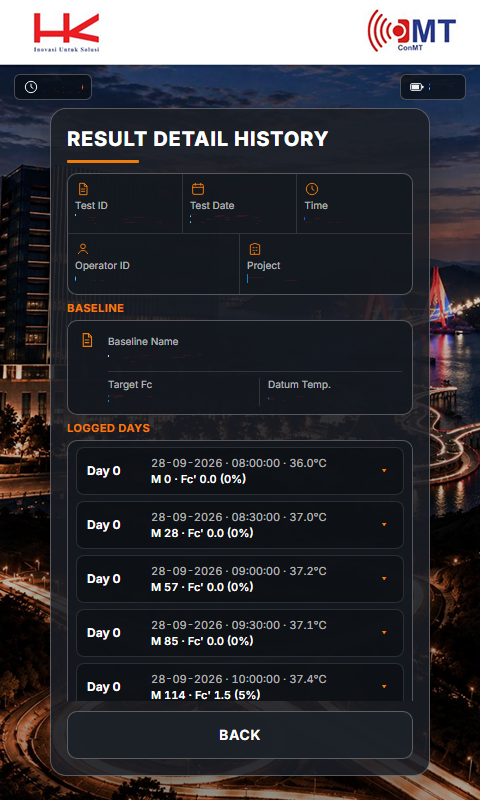 HK
Inovasi Untuk Solusi
MT
ConMT
RESULT DETAIL HISTORY
Test ID
Test Date
Time
Operator ID
Project
BASELINE
Baseline Name
Target Fc
Datum Temp.
LOGGED DAYS
Day 0
28-09-2026 · 08:00:00 · 36.0°C
M 0 · Fc' 0.0 (0%)
Day 0
28-09-2026 · 08:30:00 · 37.0°C
M 28 · Fc' 0.0 (0%)
Day 0
28-09-2026 · 09:00:00 · 37.2°C
M 57 · Fc' 0.0 (0%)
Day 0
28-09-2026 · 09:30:00 · 37.1°C
M 85 · Fc' 0.0 (0%)
Day 0
28-09-2026 · 10:00:00 · 37.4°C
M 114 · Fc' 1.5 (5%)
BACK